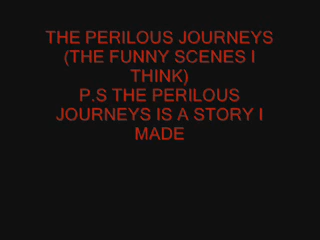 THE PERILOUS JOURNEYS
(THE FUNNY SCENES I
THINK)
P.S THE PERILOUS
JOURNEYS IS A STORY I
MADE